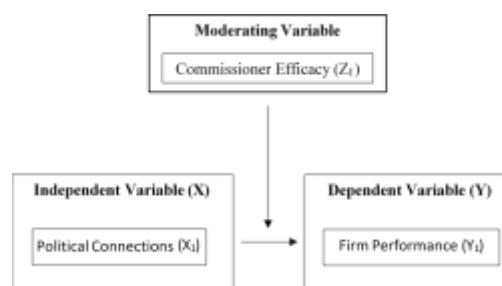 Moderating Variable
Commissioner Efficacy (Z₁)
Independent Variable (X)
Political Connections (X₁)
Dependent Variable (Y)
Firm Performance (Y₁)